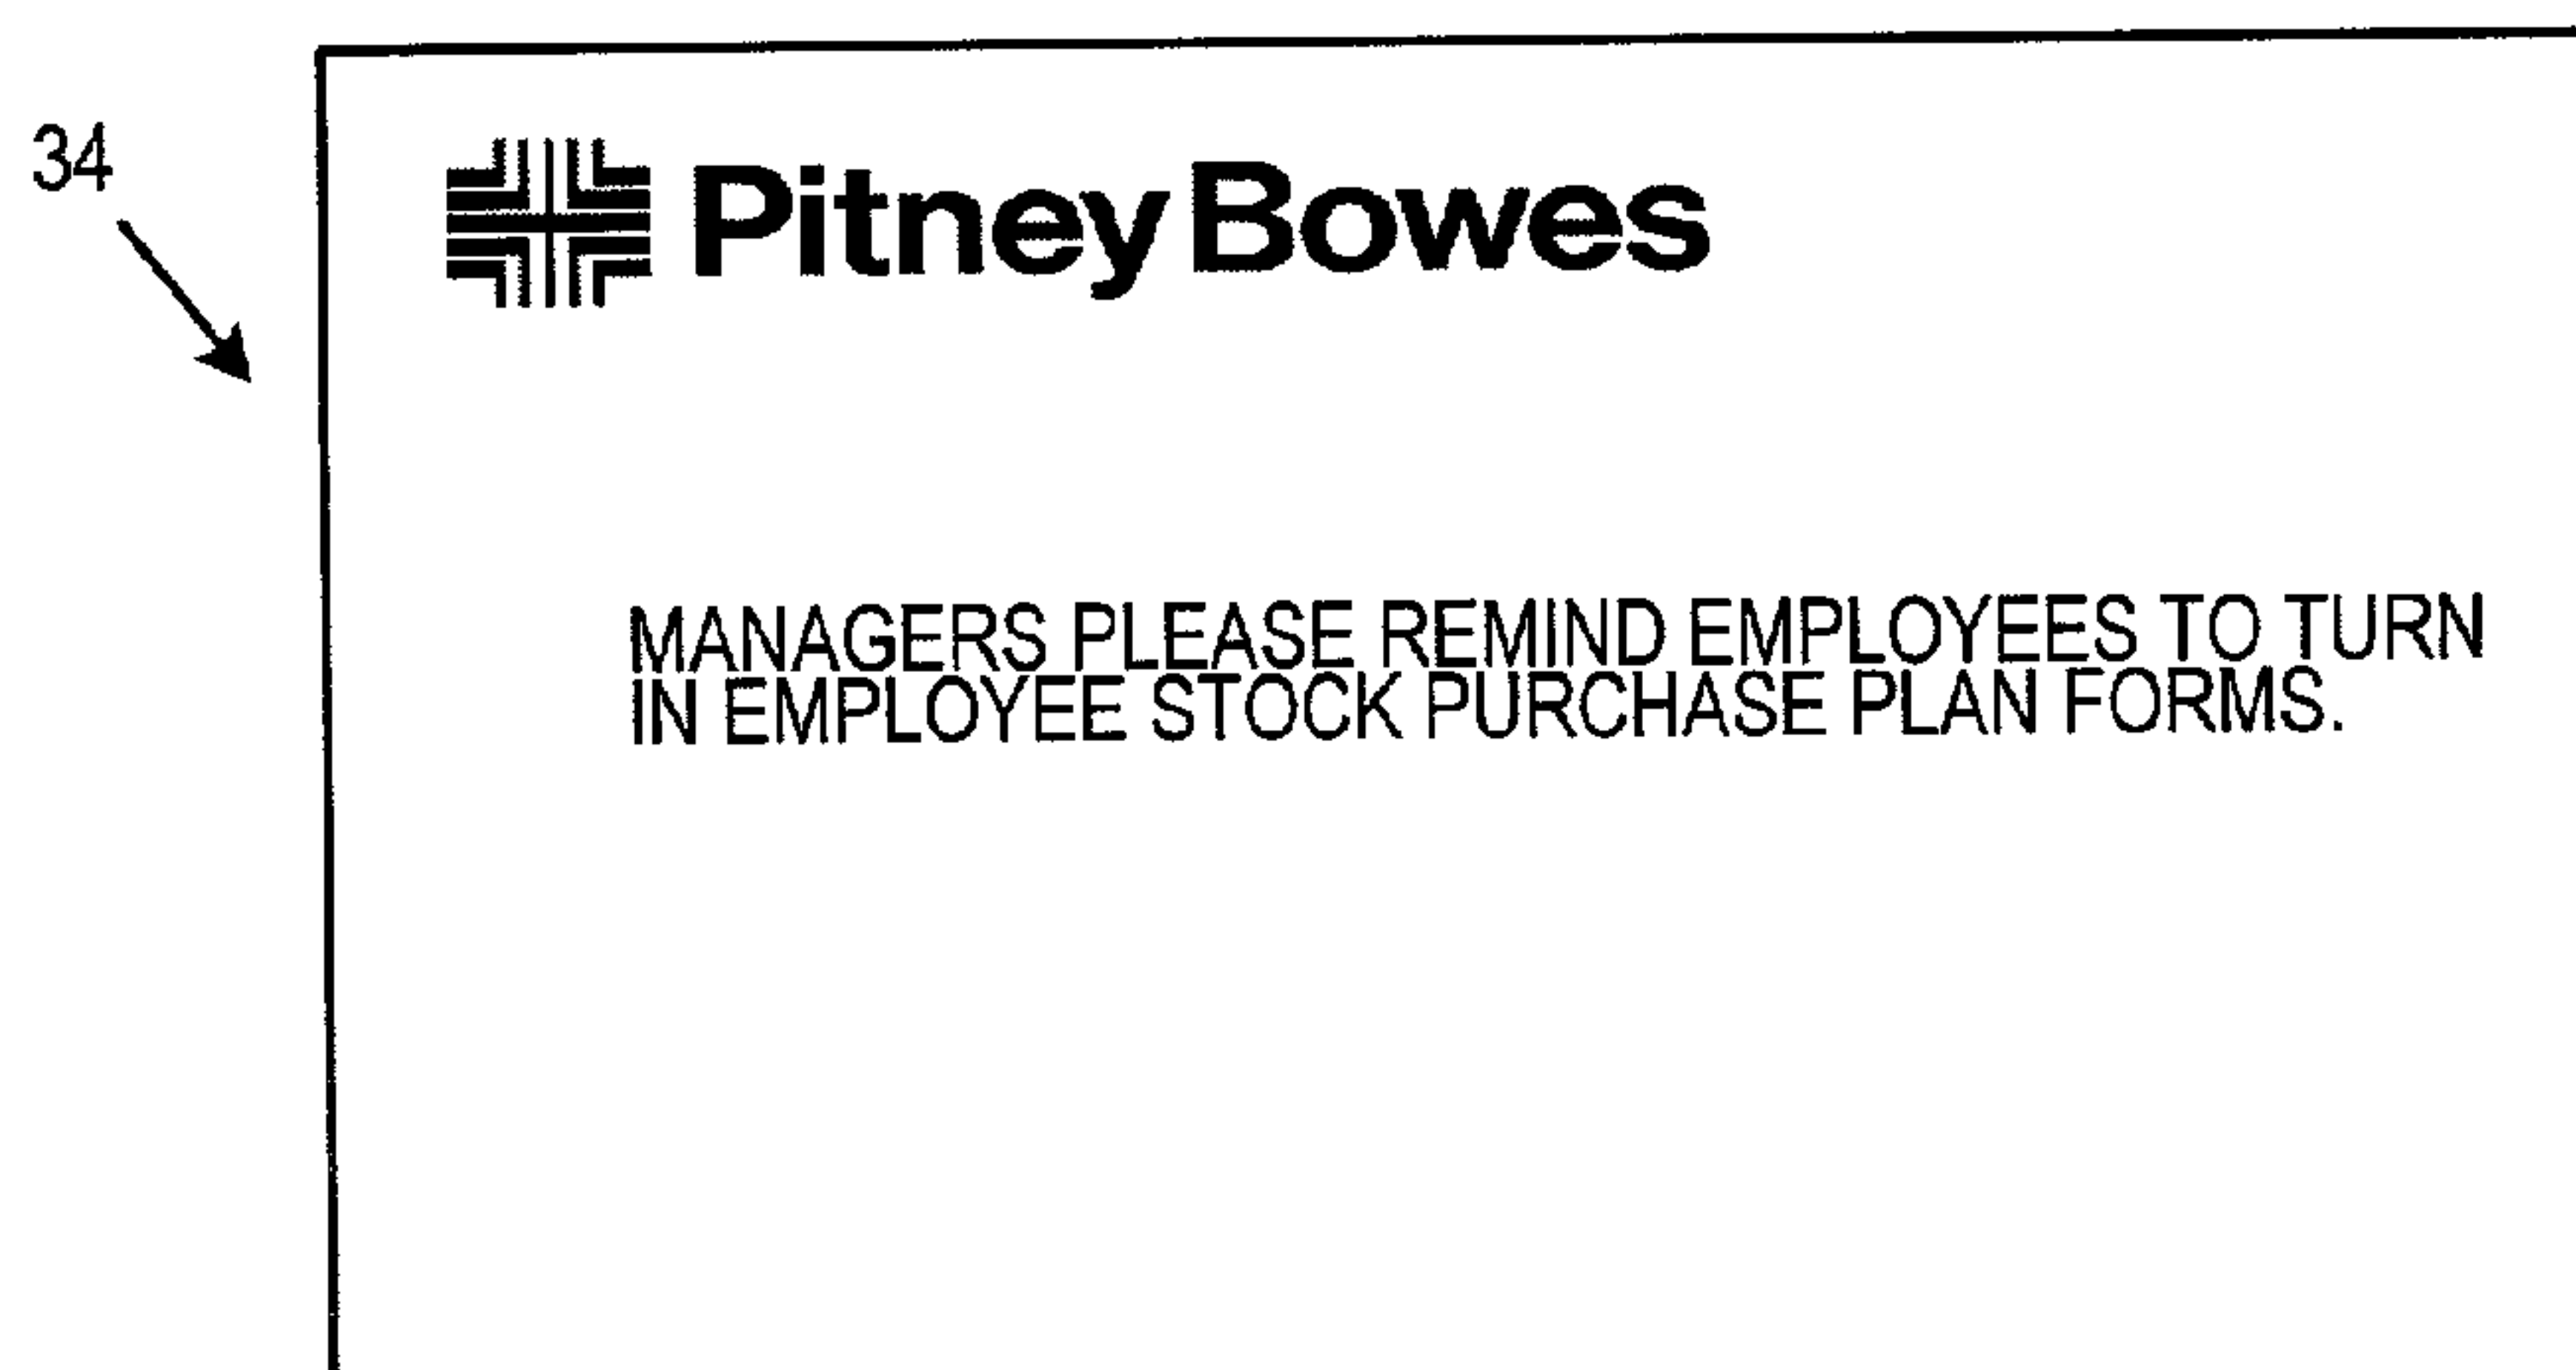 34
Pitney Bowes
MANAGERS PLEASE REMIND EMPLOYEES TO TURN
IN EMPLOYEE STOCK PURCHASE PLAN FORMS.